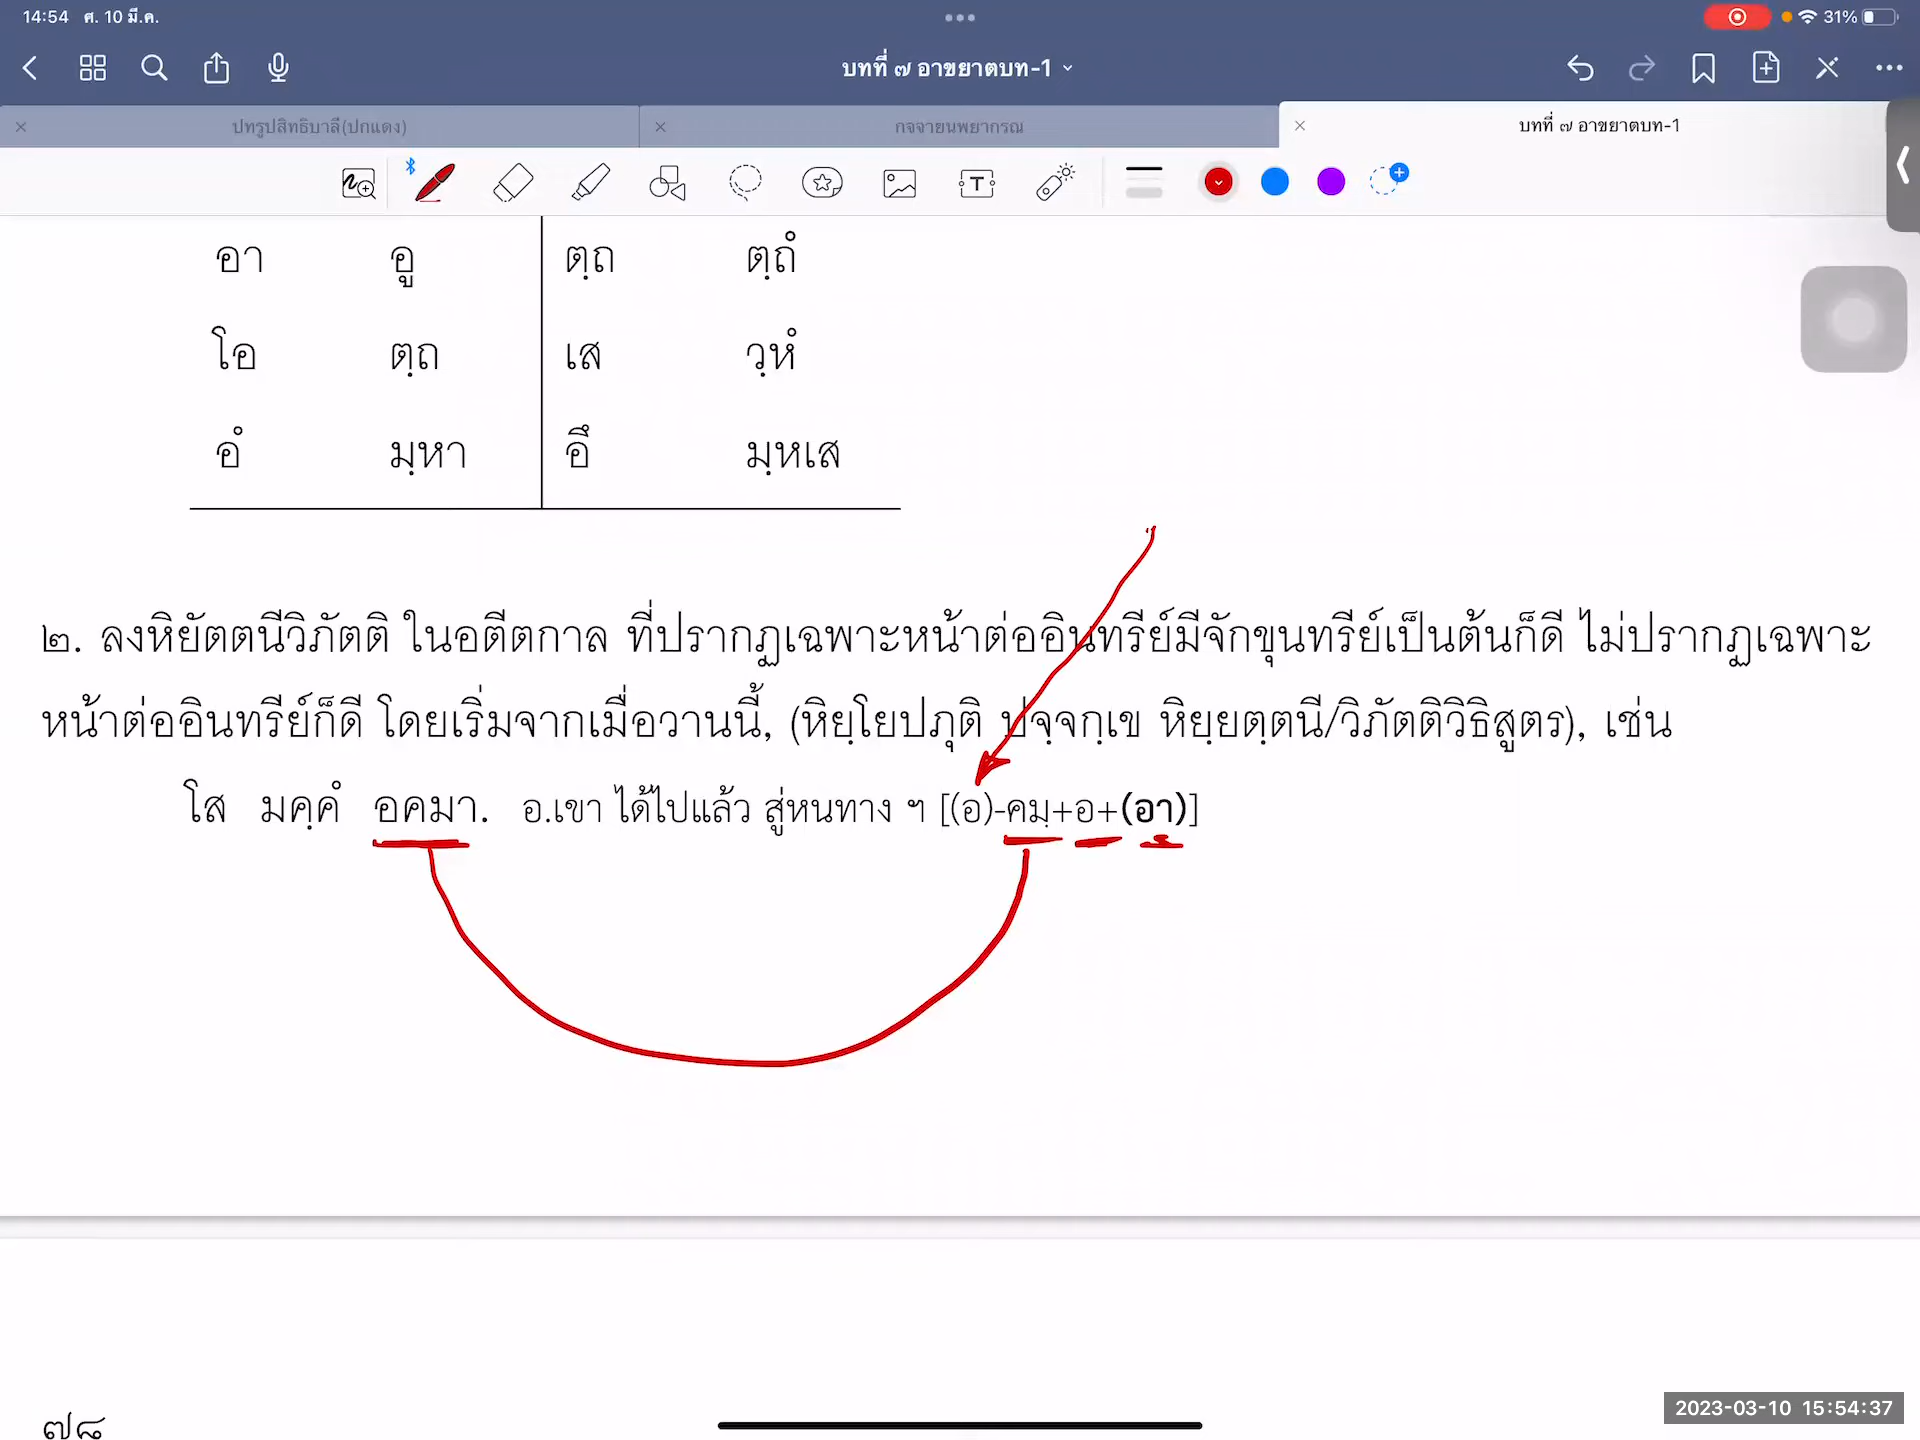 14:54 ศ. 10 มี.ค.
31%
บทที่ ๗ อาขยาตบท-1
ปทรูปสิทธิบาลี(ปกแดง)
กจจายนพยากรณ
บทที่ ๗ อาขยาตบท-1
อา อู ตฺถ ตฺถํ
โอ ตฺถ เส วฺหํ
อํ มฺหา อึ มฺหเส
๒. ลงหิยัตตนีวิภัตติ ในอตีตกาล ที่ปรากฏเฉพาะหน้าต่ออินทรีย์มีจักขุนทรีย์เป็นต้นก็ดี ไม่ปรากฏเฉพาะ
หน้าต่ออินทรีย์ก็ดี โดยเริ่มจากเมื่อวานนี้, (หิยฺโยปภุติ ปจฺจกฺเข หิยฺยตฺตนี/วิภัตติวิธิสูตร), เช่น
โส มคฺคํ อคมา. อ.เขา ได้ไปแล้ว สู่หนทาง ฯ [(อ)-คมฺ+อ+(อา)]
๗๘
2023-03-10 15:54:37